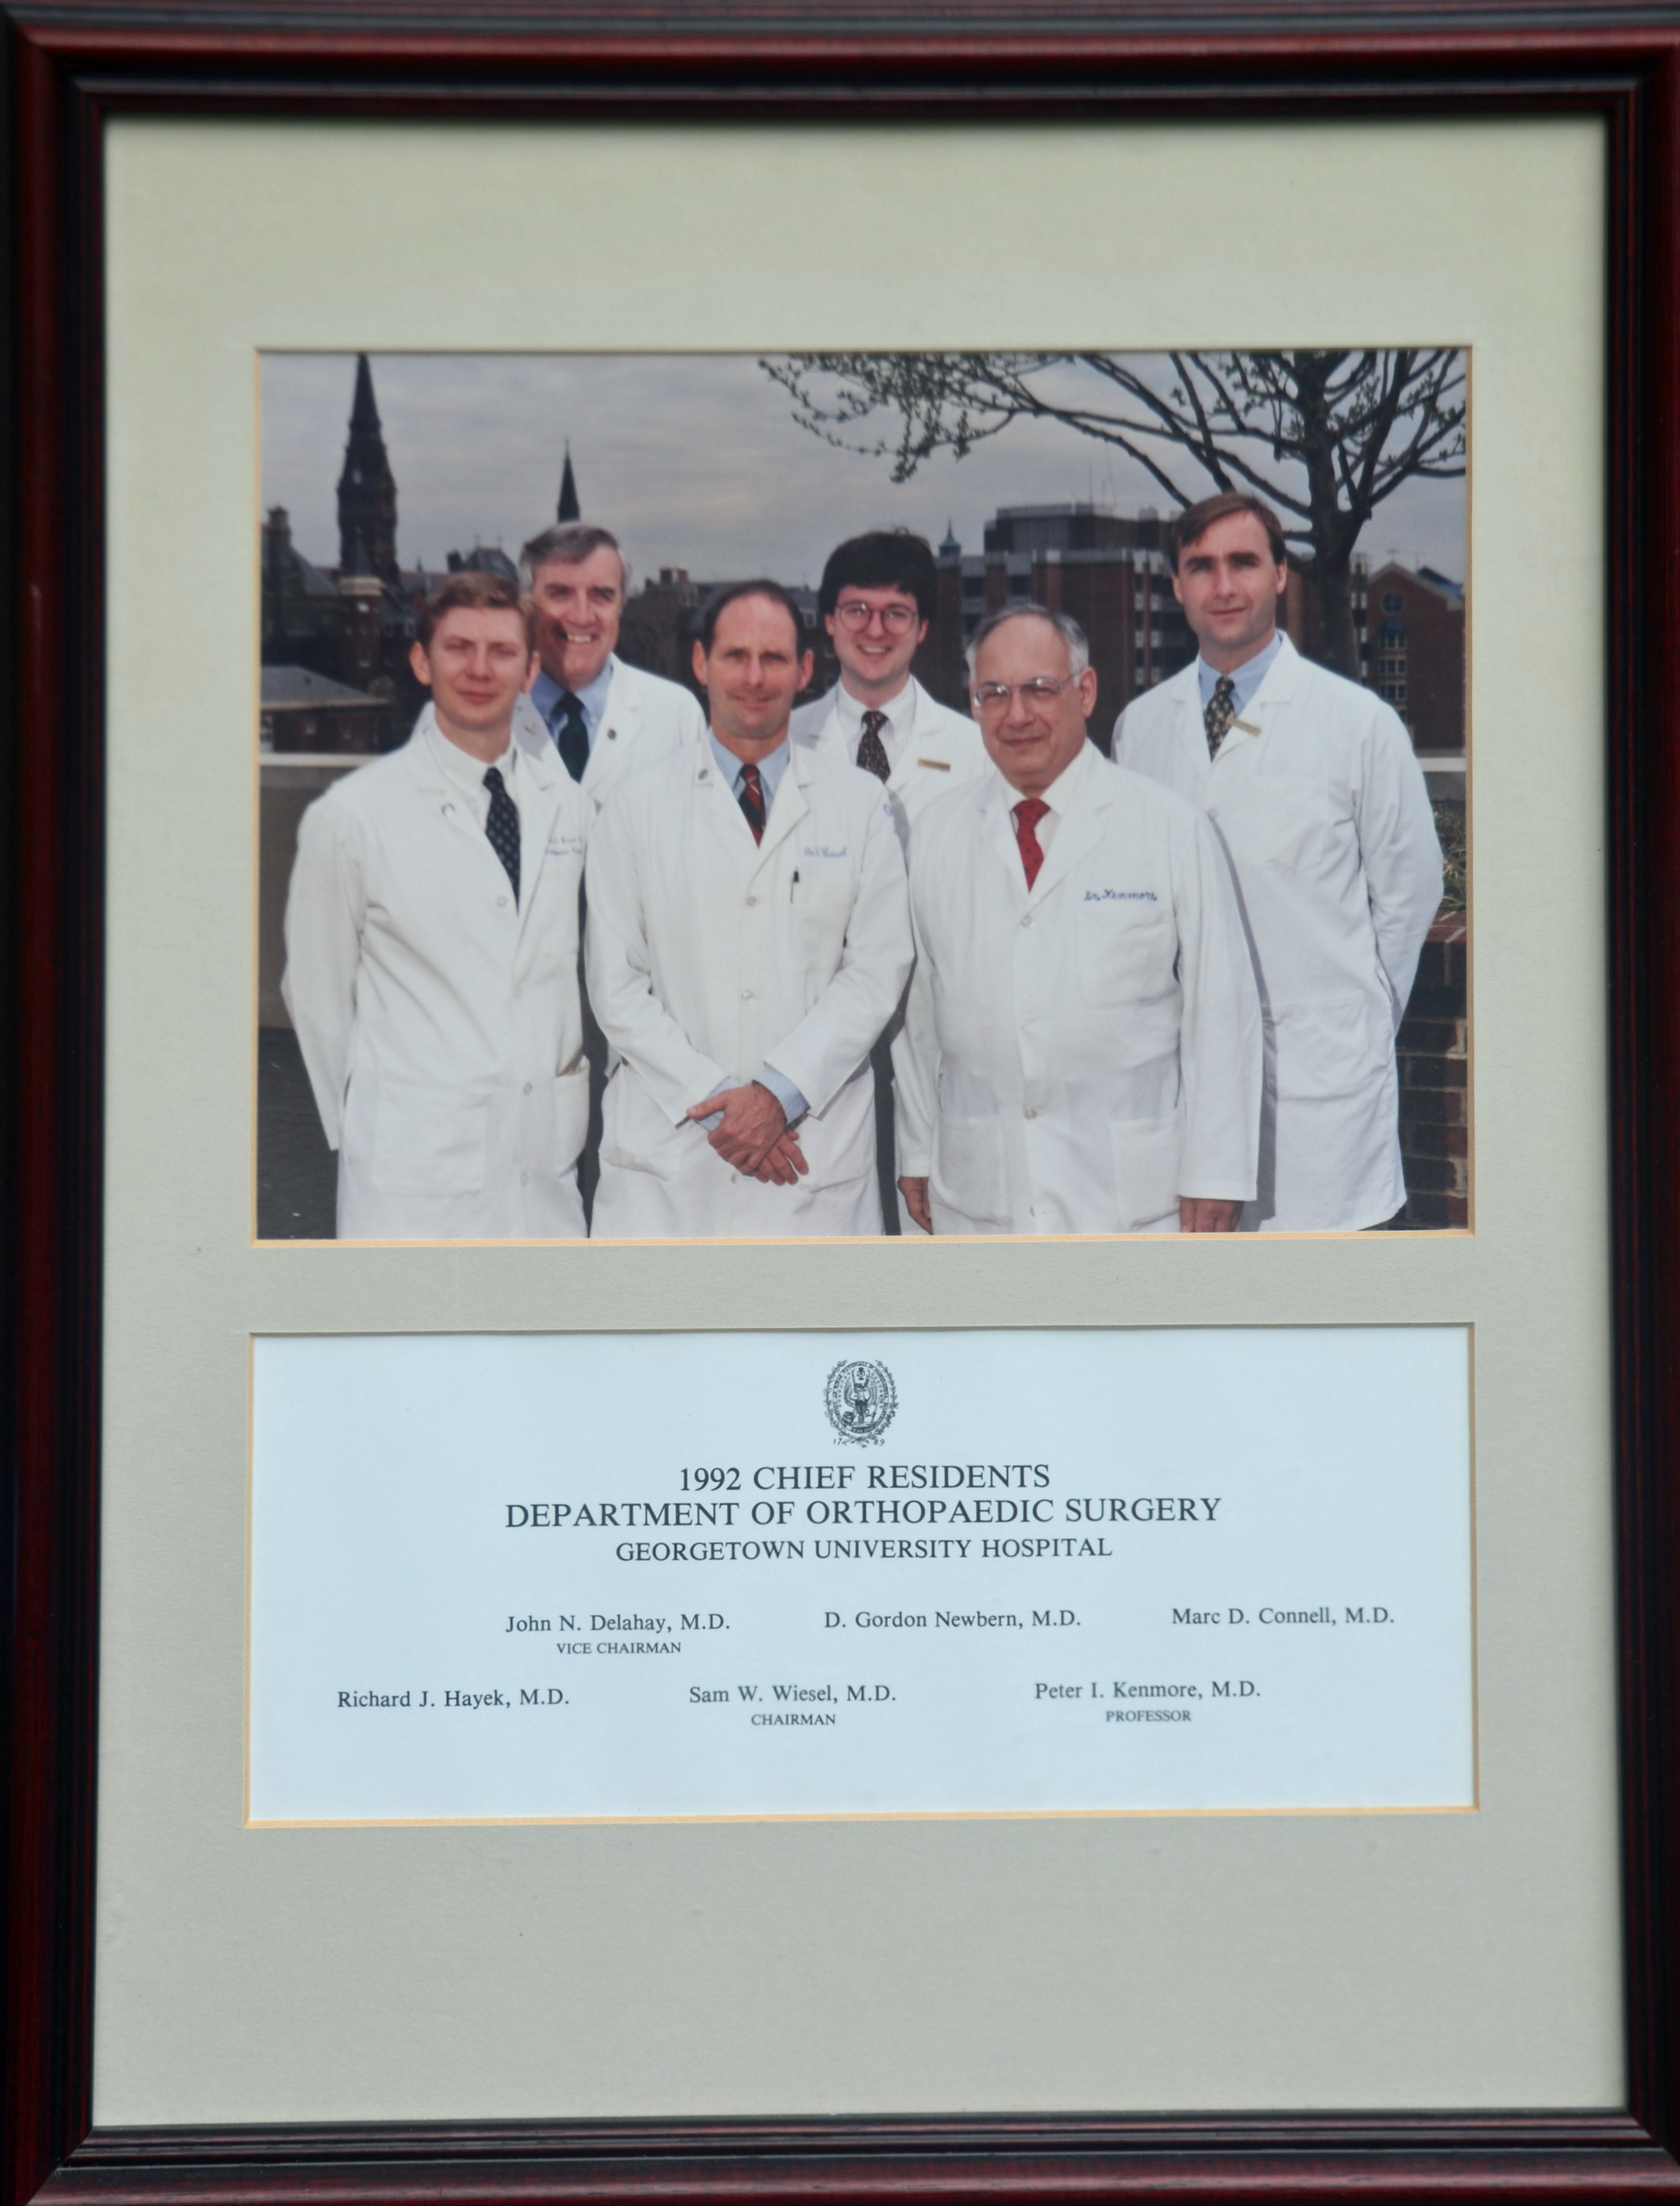 Dr. Kenmore
1789
1992 CHIEF RESIDENTS
DEPARTMENT OF ORTHOPAEDIC SURGERY
GEORGETOWN UNIVERSITY HOSPITAL
John N. Delahay, M.D. D. Gordon Newbern, M.D. Marc D. Connell, M.D.
VICE CHAIRMAN
Richard J. Hayek, M.D. Sam W. Wiesel, M.D. Peter I. Kenmore, M.D.
CHAIRMAN PROFESSOR